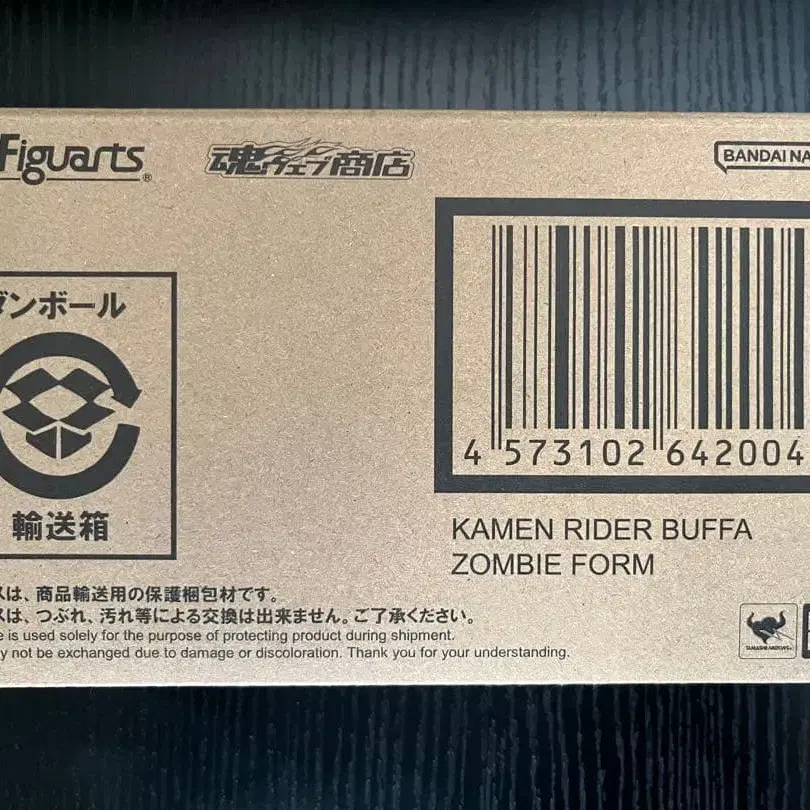 Figuarts®
魂ウェブ商店
BANDAI NA
ダンボール
輸送箱
4 573102 642004
KAMEN RIDER BUFFA
ZOMBIE FORM
スは、商品輸送用の保護梱包材です。
スは、つぶれ、汚れ等による交換は出来ません。ご了承ください。
e is used solely for the purpose of protecting product during shipment.
y not be exchanged due to damage or discoloration. Thank you for your understanding.
TAMASHII NATIONS